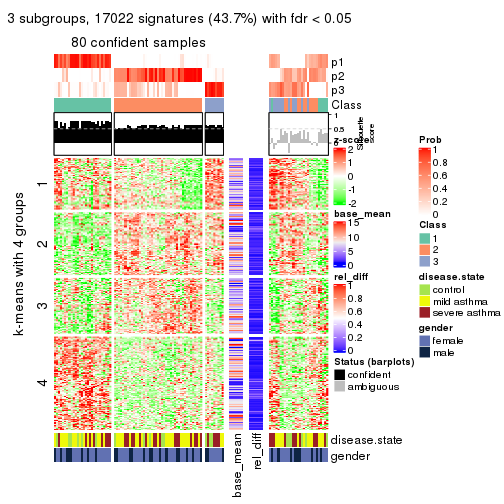 3 subgroups, 17022 signatures (43.7%) with fdr < 0.05
80 confident samples
p1
p2
p3
Class
1
0.5
0
Silhouette
score
k-means with 4 groups
1
2
3
4
z-score
2
1
0
-1
-2
base_mean
15
10
5
0
rel_diff
1
0.8
0.6
0.4
0.2
0
Status (barplots)
confident
ambiguous
Prob
1
0.8
0.6
0.4
0.2
0
Class
1
2
3
disease.state
control
mild asthma
severe asthma
gender
female
male
disease.state
gender
base_mean
rel_diff